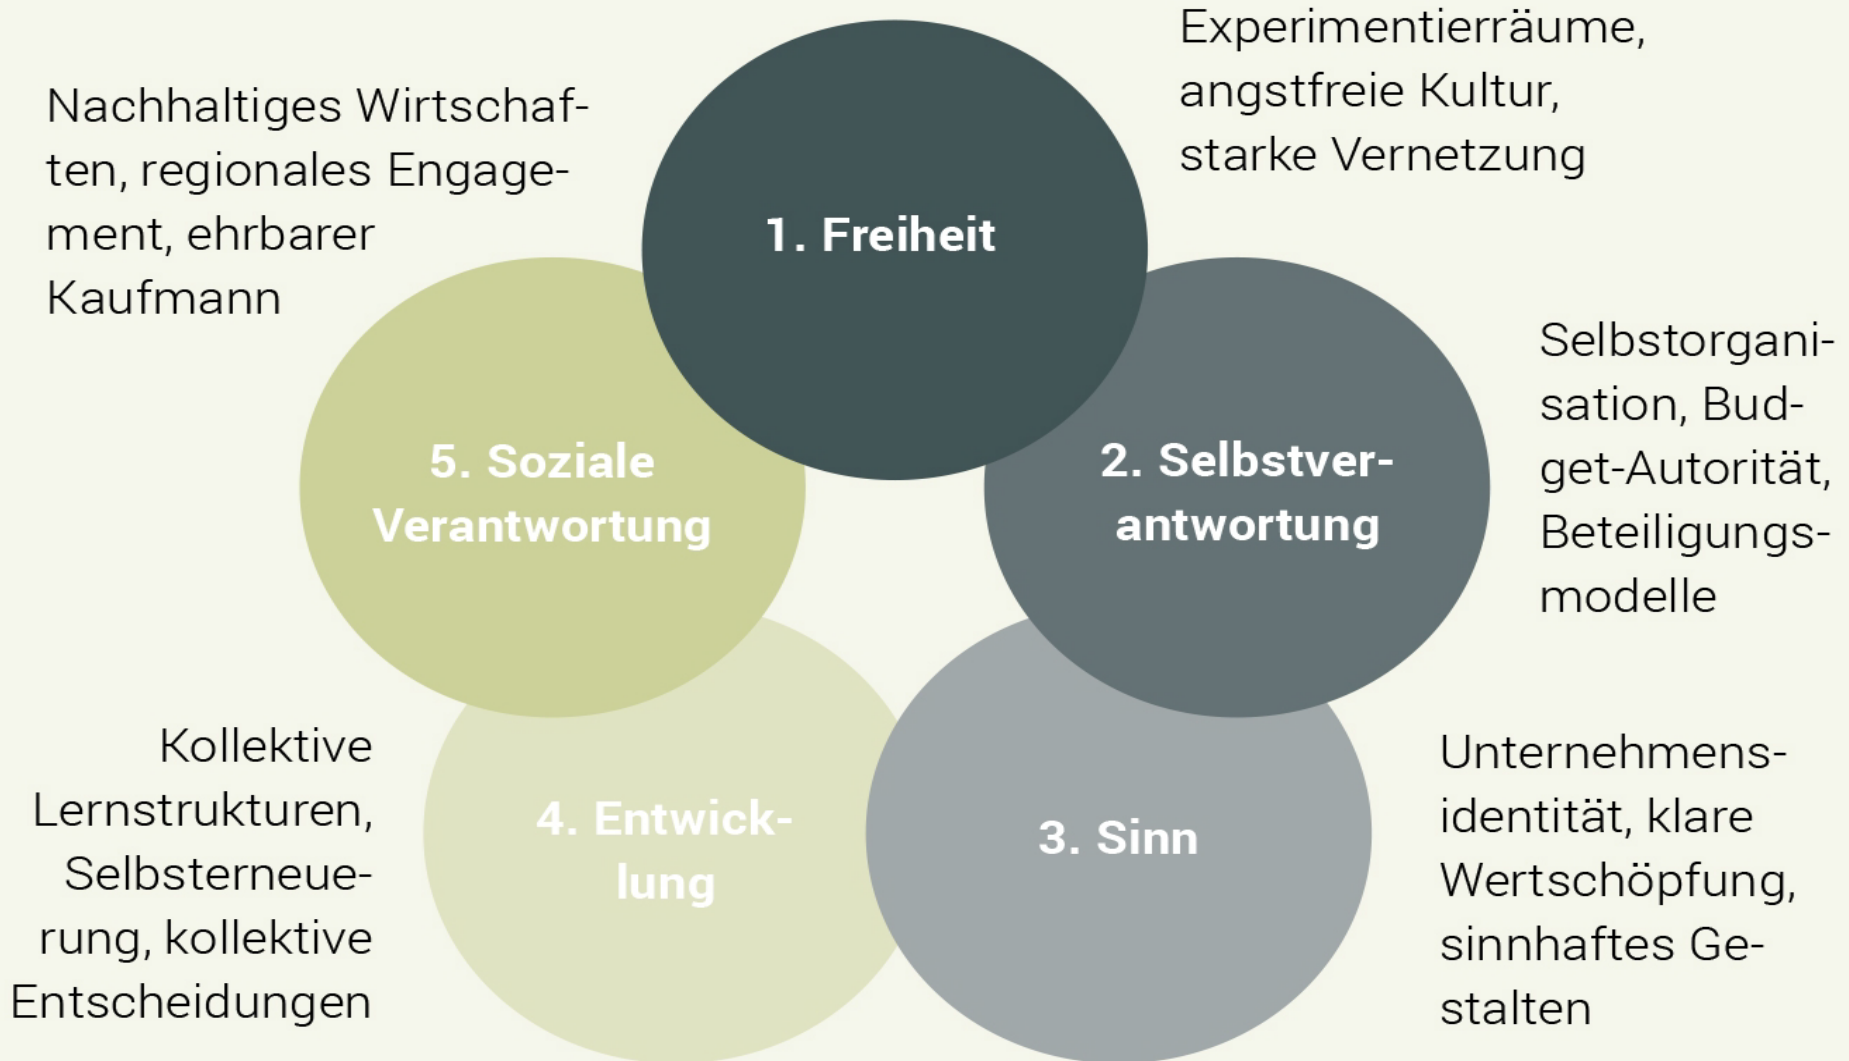 1. Freiheit
Experimentierräume,
angstfreie Kultur,
starke Vernetzung
2. Selbstver-
antwortung
Selbstorgani-
sation, Bud-
get-Autorität,
Beteiligungs-
modelle
3. Sinn
Unternehmens-
identität, klare
Wertschöpfung,
sinnhaftes Ge-
stalten
4. Entwick-
lung
Kollektive
Lernstrukturen,
Selbsterneue-
rung, kollektive
Entscheidungen
5. Soziale
Verantwortung
Nachhaltiges Wirtschaf-
ten, regionales Engage-
ment, ehrbarer
Kaufmann